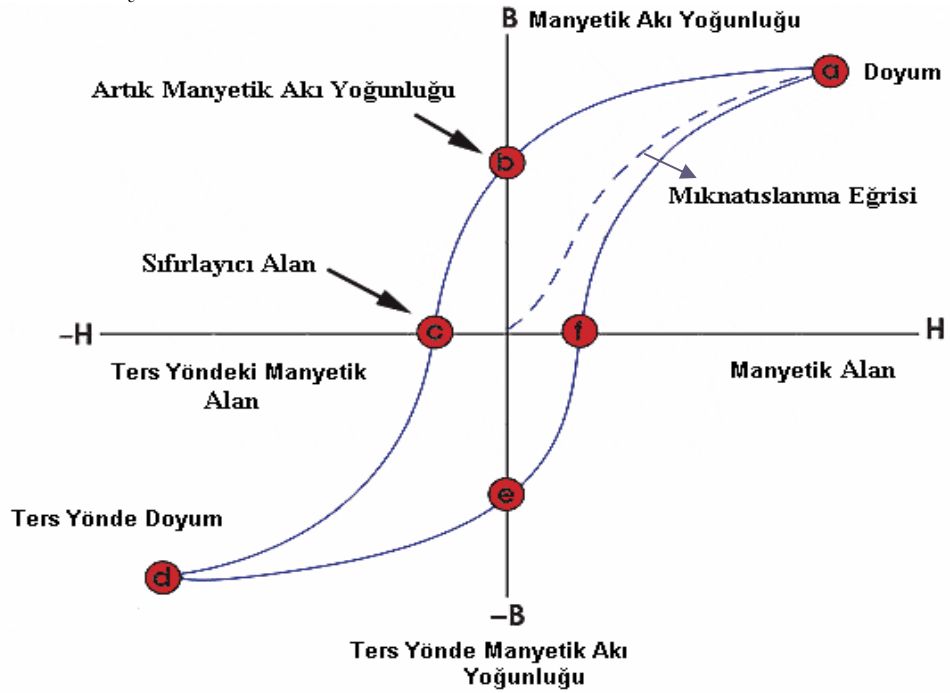 B Manyetik Akı Yoğunluğu
a Doyum
Artık Manyetik Akı Yoğunluğu
b
Mıknatıslanma Eğrisi
Sıfırlayıcı Alan
-H c f H
Ters Yöndeki Manyetik
Alan
Manyetik Alan
e
Ters Yönde Doyum
d
-B
Ters Yönde Manyetik Akı
Yoğunluğu